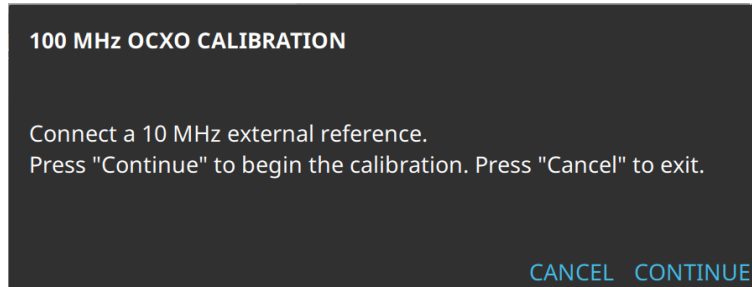 100 MHz OCXO CALIBRATION
Connect a 10 MHz external reference.
Press "Continue" to begin the calibration. Press "Cancel" to exit.
CANCEL CONTINUE